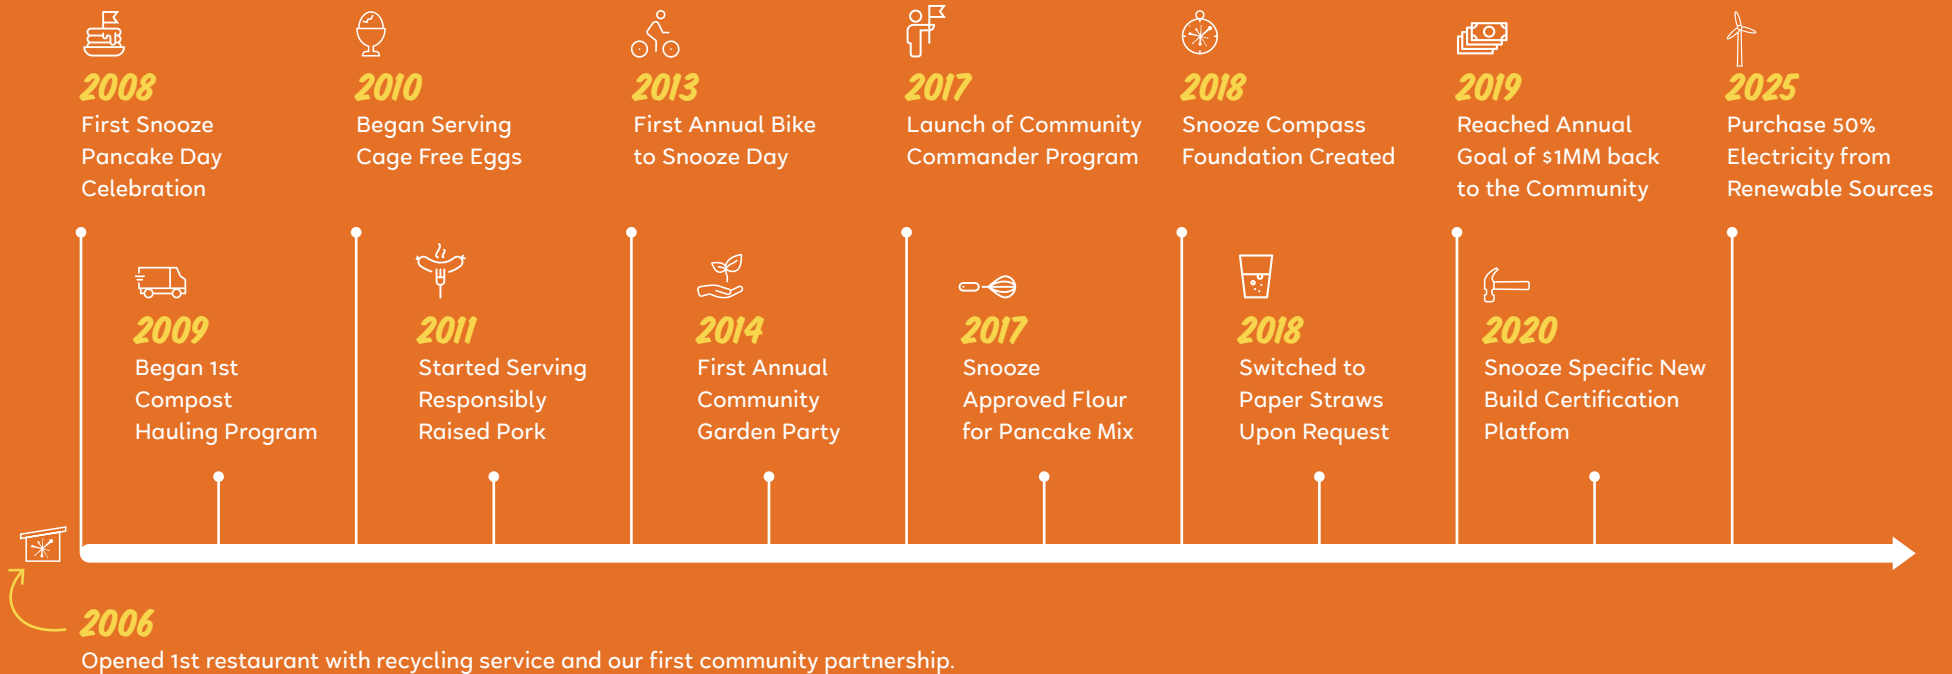 2008
First Snooze
Pancake Day
Celebration
2010
Began Serving
Cage Free Eggs
2013
First Annual Bike
to Snooze Day
2017
Launch of Community
Commander Program
2018
Snooze Compass
Foundation Created
2019
Reached Annual
Goal of $1MM back
to the Community
2025
Purchase 50%
Electricity from
Renewable Sources
2009
Began 1st
Compost
Hauling Program
2011
Started Serving
Responsibly
Raised Pork
2014
First Annual
Community
Garden Party
2017
Snooze
Approved Flour
for Pancake Mix
2018
Switched to
Paper Straws
Upon Request
2020
Snooze Specific New
Build Certification
Platfom
2006
Opened 1st restaurant with recycling service and our first community partnership.